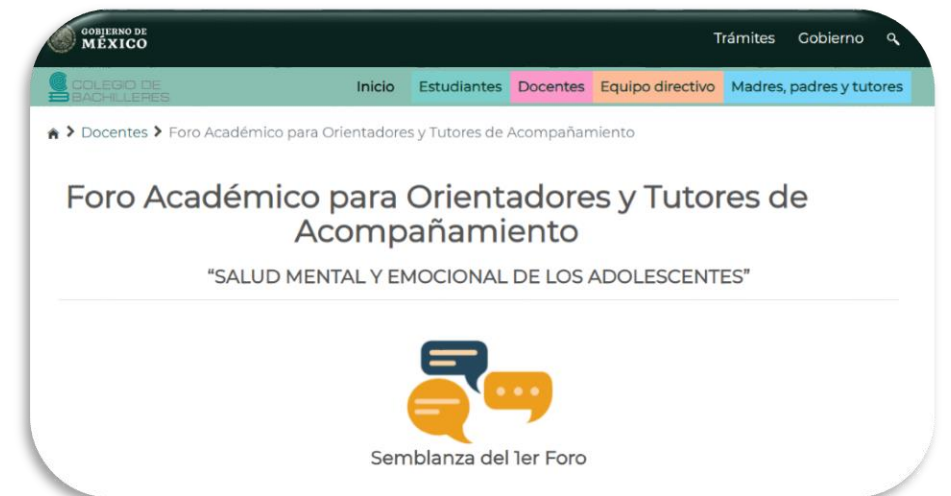 GOBIERNO DE
MÉXICO
Trámites Gobierno
COLEGIO DE
BACHILLERES
Inicio Estudiantes Docentes Equipo directivo Madres, padres y tutores
Docentes Foro Académico para Orientadores y Tutores de Acompañamiento
Foro Académico para Orientadores y Tutores de
Acompañamiento
“SALUD MENTAL Y EMOCIONAL DE LOS ADOLESCENTES”
Semblanza del 1er Foro